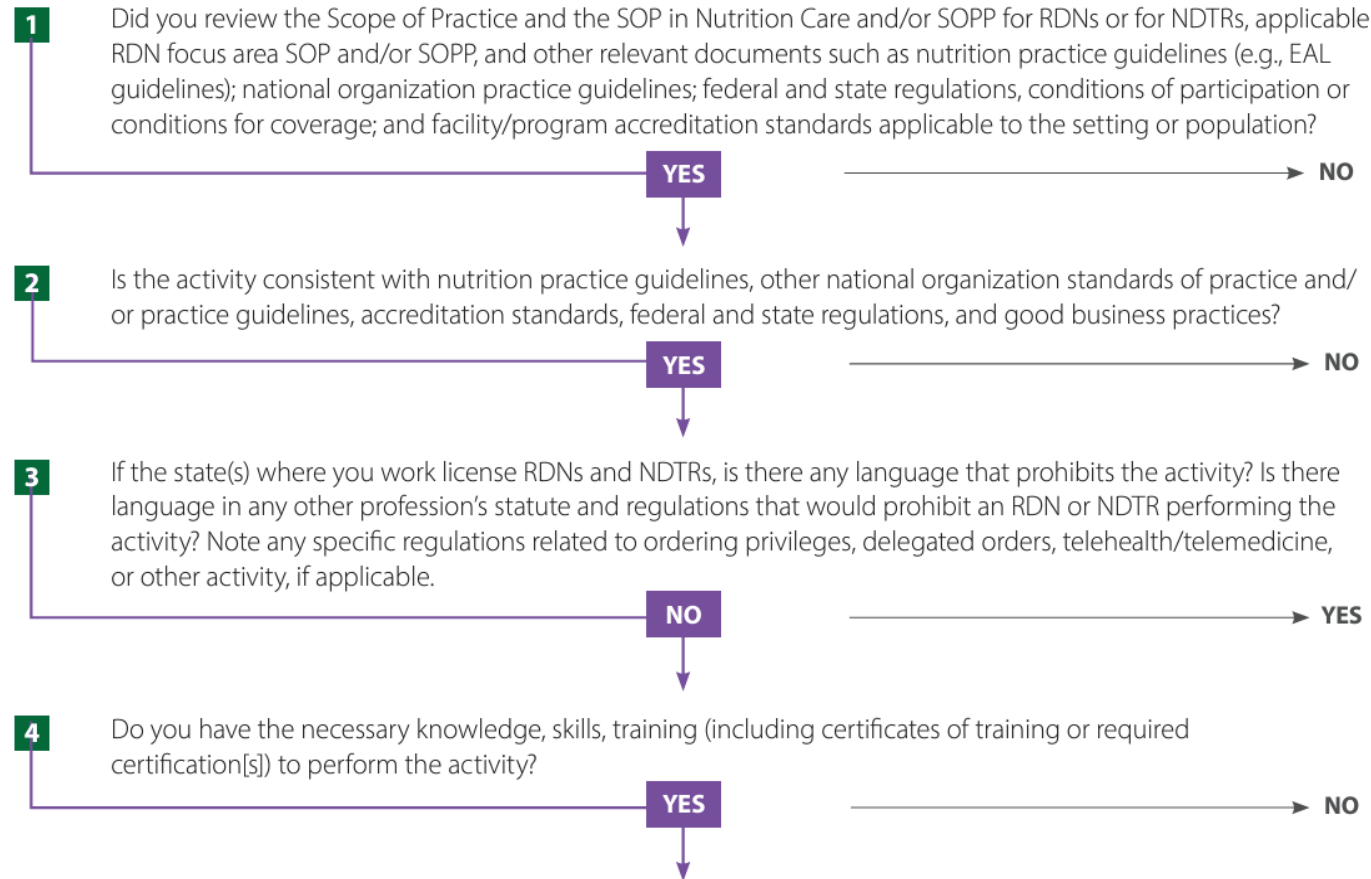 1
Did you review the Scope of Practice and the SOP in Nutrition Care and/or SOPP for RDNs or for NDTRs, applicable
RDN focus area SOP and/or SOPP, and other relevant documents such as nutrition practice guidelines (e.g., EAL
guidelines); national organization practice guidelines; federal and state regulations, conditions of participation or
conditions for coverage; and facility/program accreditation standards applicable to the setting or population?
YES
NO
2
Is the activity consistent with nutrition practice guidelines, other national organization standards of practice and/
or practice guidelines, accreditation standards, federal and state regulations, and good business practices?
YES
NO
3
If the state(s) where you work license RDNs and NDTRs, is there any language that prohibits the activity? Is there
language in any other profession's statute and regulations that would prohibit an RDN or NDTR performing the
activity? Note any specific regulations related to ordering privileges, delegated orders, telehealth/telemedicine,
or other activity, if applicable.
NO
YES
4
Do you have the necessary knowledge, skills, training (including certificates of training or required
certification[s]) to perform the activity?
YES
NO